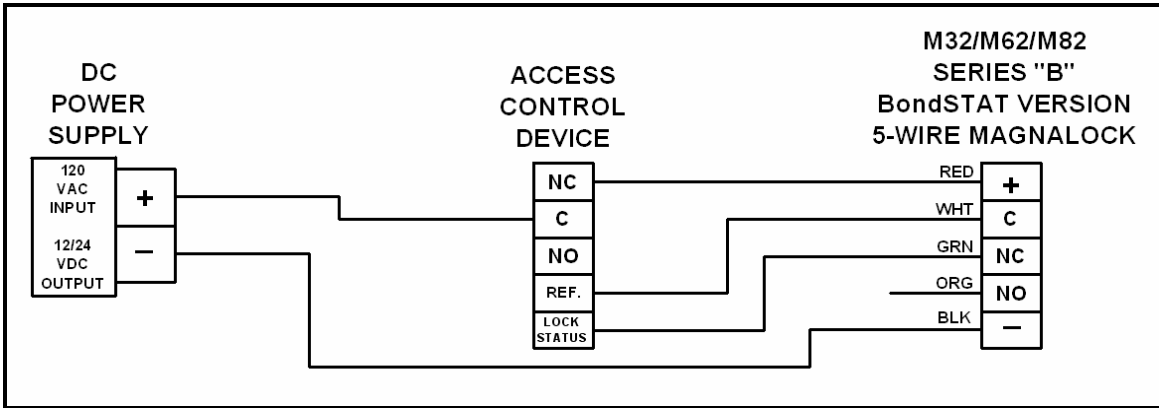 DC
POWER
SUPPLY
120
VAC
INPUT
12/24
VDC
OUTPUT
+
−
ACCESS
CONTROL
DEVICE
NC
C
NO
REF.
LOCK
STATUS
M32/M62/M82
SERIES "B"
BondSTAT VERSION
5-WIRE MAGNALOCK
RED
+
WHT
C
GRN
NC
ORG
NO
BLK
−